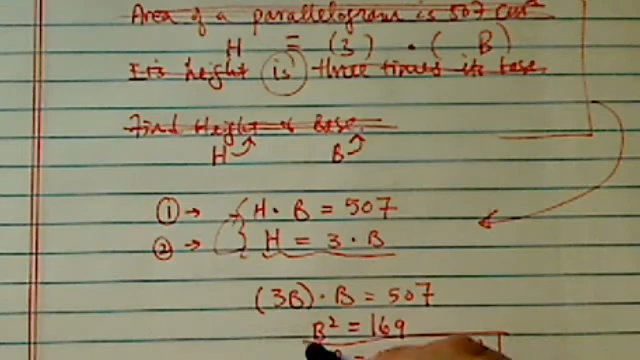 Area of a parallelogram is 507 cm²
H = (3) • ( B )
Its height is three times its base.
Find Height & Base.
H B
① → H • B = 507
② → H = 3 • B
(3B) • B = 507
B² = 169